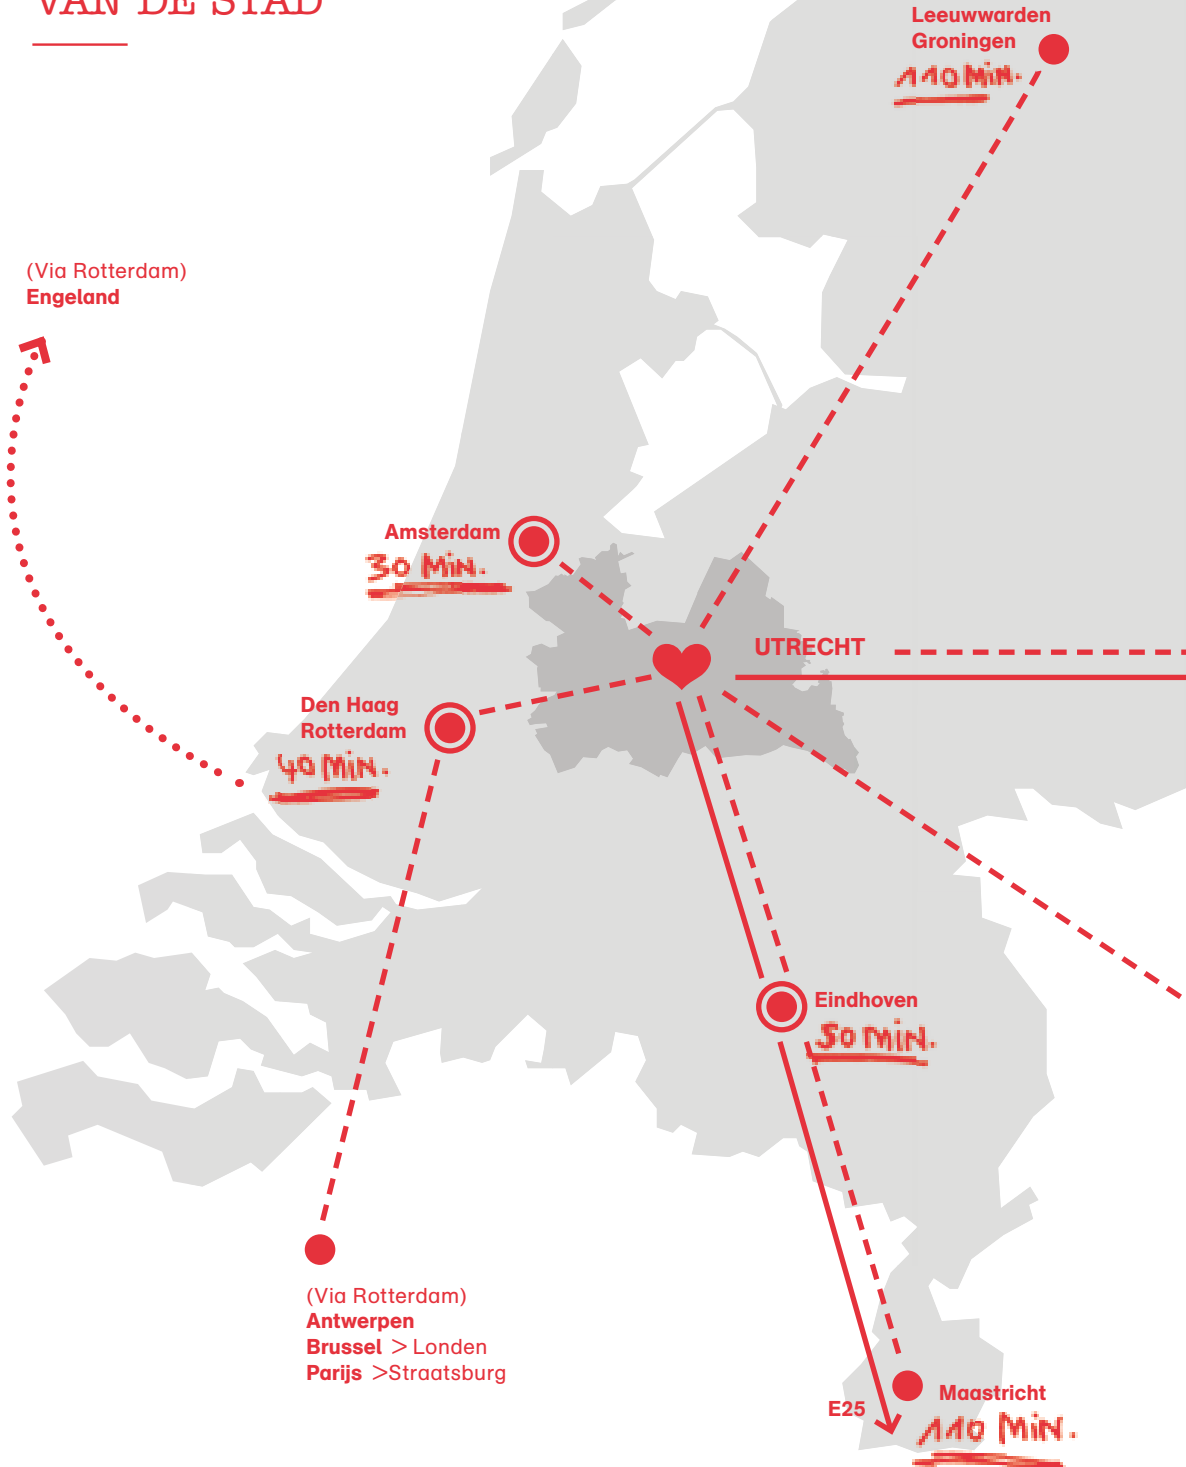 VAN DE STAD
Leeuwwarden
Groningen
110 Min.
(Via Rotterdam)
Engeland
Amsterdam
30 Min.
UTRECHT
Den Haag
Rotterdam
40 Min.
Eindhoven
50 Min.
(Via Rotterdam)
Antwerpen
Brussel > Londen
Parijs >Straatsburg
Maastricht
E25
110 Min.